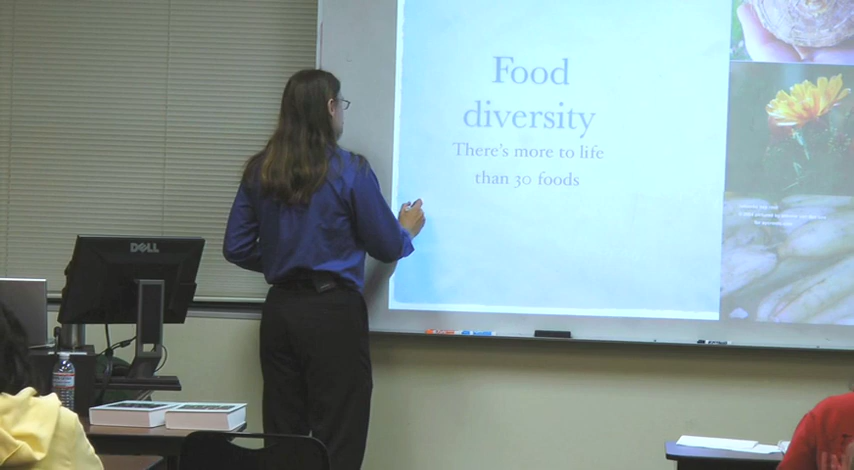 Food
diversity
There's more to life
than 30 foods
DELL